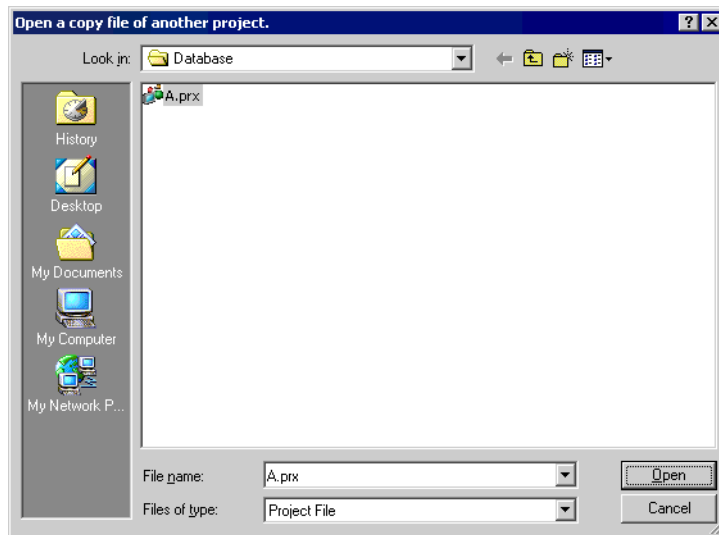 Open a copy file of another project.
Look in: Database
A.prx
History
Desktop
My Documents
My Computer
My Network P...
File name: A.prx Open
Files of type: Project File Cancel